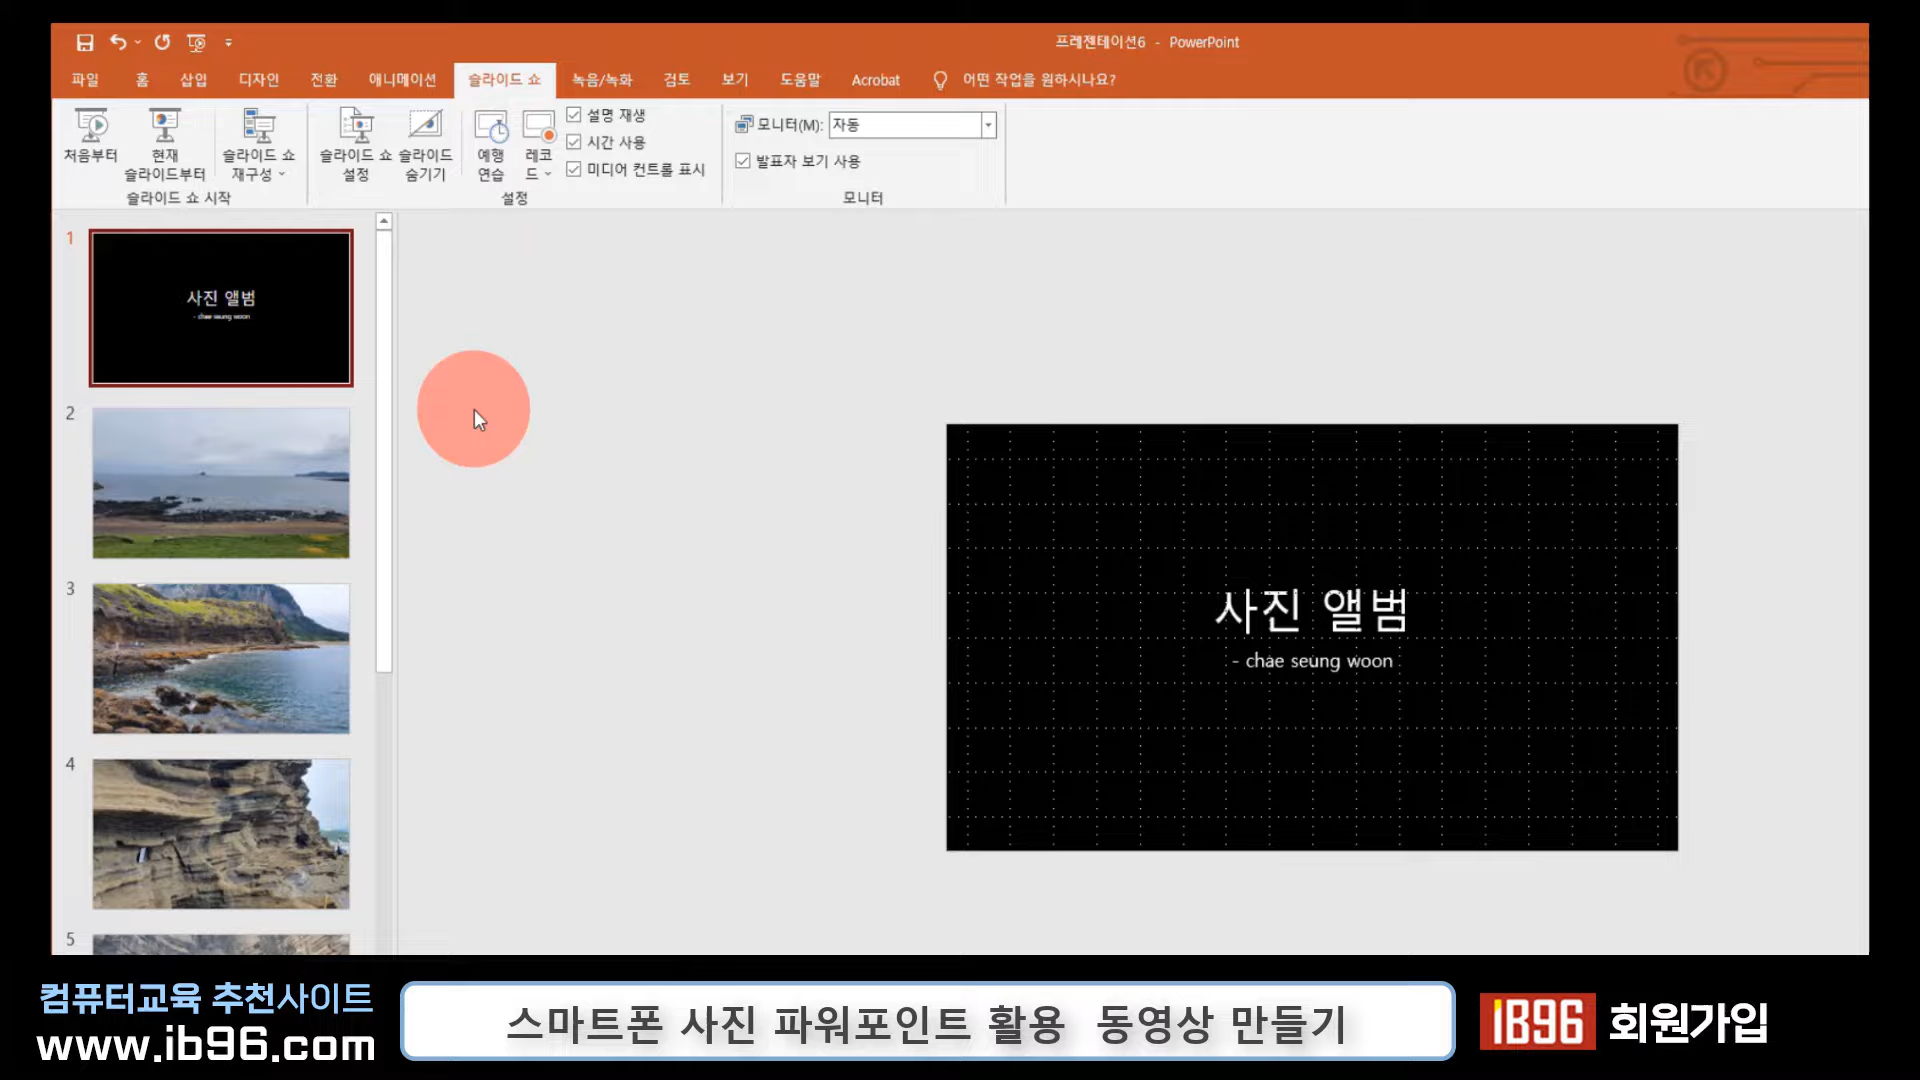 프레젠테이션6 - PowerPoint
파일 홈 삽입 디자인 전환 애니메이션 슬라이드 쇼 녹음/녹화 검토 보기 도움말 Acrobat 어떤 작업을 원하시나요?
처음부터
현재
슬라이드부터
슬라이드 쇼
재구성
슬라이드 쇼 시작
슬라이드 쇼
설정
슬라이드
숨기기
예행
연습
레코
드
설명 재생
시간 사용
미디어 컨트롤 표시
설정
모니터(M): 자동
발표자 보기 사용
모니터
1
사진 앨범
- chae seung woon
2
3
4
5
사진 앨범
- chae seung woon
컴퓨터교육 추천사이트
www.ib96.com
스마트폰 사진 파워포인트 활용 동영상 만들기
IB96 회원가입